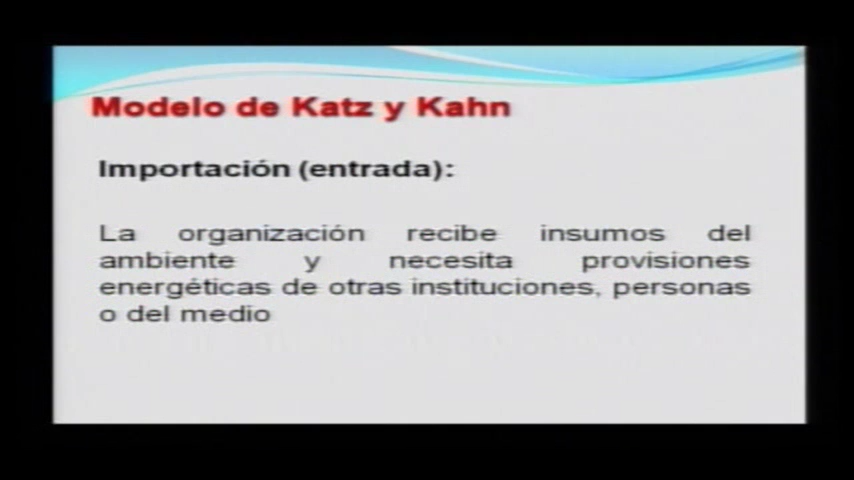 Modelo de Katz y Kahn
Importación (entrada):
La organización recibe insumos del
ambiente y necesita provisiones
energéticas de otras instituciones, personas
o del medio